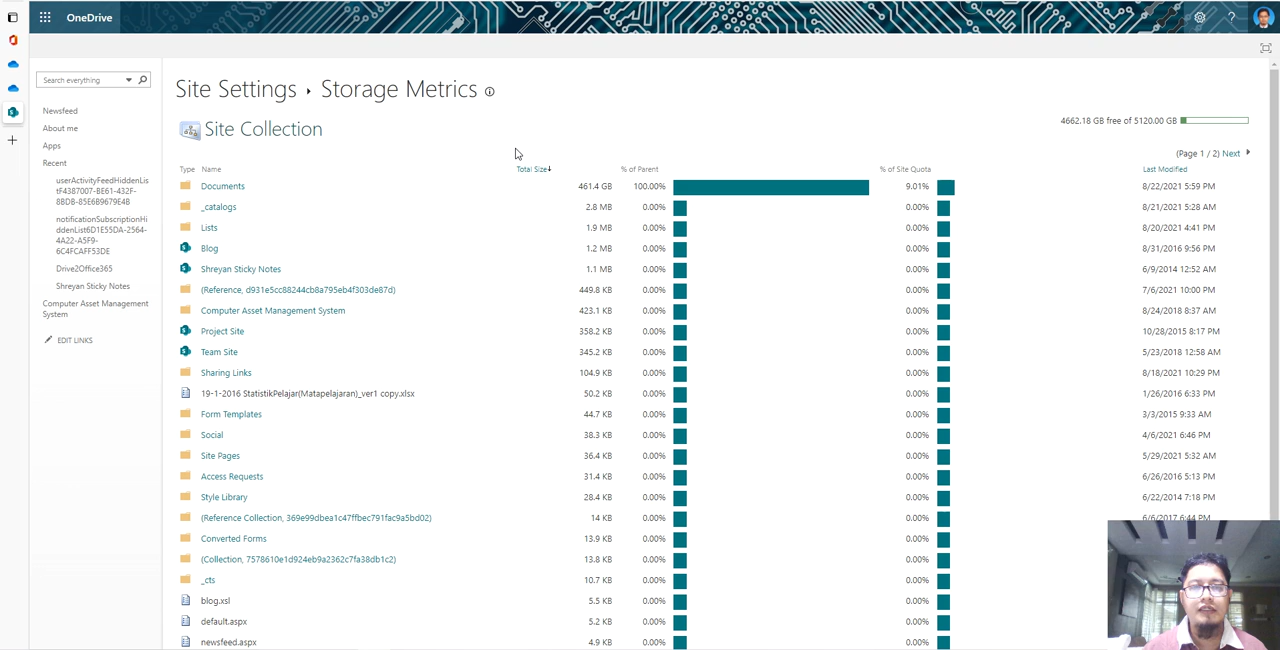 OneDrive
?
Search everything
Newsfeed
About me
Apps
Recent
userActivityFeedHiddenLis
tF4387007-BE61-432F-
8BDB-85E6B9679E4B
notificationSubscriptionHi
ddenList6D1E55DA-2564-
4A22-A5F9-
6C4FCAFF53DE
Drive2Office365
Shreyan Sticky Notes
Computer Asset Management
System
EDIT LINKS
Site Settings › Storage Metrics
Site Collection
4662.18 GB free of 5120.00 GB
(Page 1 / 2) Next
Type Name Total Size↓ % of Parent % of Site Quota Last Modified
Documents 461.4 GB 100.00% 9.01% 8/22/2021 5:59 PM
_catalogs 2.8 MB 0.00% 0.00% 8/21/2021 5:28 AM
Lists 1.9 MB 0.00% 0.00% 8/20/2021 4:41 PM
Blog 1.2 MB 0.00% 0.00% 8/31/2016 9:56 PM
Shreyan Sticky Notes 1.1 MB 0.00% 0.00% 6/9/2014 12:52 AM
(Reference, d931e5cc88244cb8a795eb4f303de87d) 449.8 KB 0.00% 0.00% 7/6/2021 10:00 PM
Computer Asset Management System 423.1 KB 0.00% 0.00% 8/24/2018 8:37 AM
Project Site 358.2 KB 0.00% 0.00% 10/28/2015 8:17 PM
Team Site 345.2 KB 0.00% 0.00% 5/23/2018 12:58 AM
Sharing Links 104.9 KB 0.00% 0.00% 8/18/2021 10:29 PM
19-1-2016 StatistikPelajar(Matapelajaran)_ver1 copy.xlsx 50.2 KB 0.00% 0.00% 1/26/2016 6:33 PM
Form Templates 44.7 KB 0.00% 0.00% 3/3/2015 9:33 AM
Social 38.3 KB 0.00% 0.00% 4/6/2021 6:46 PM
Site Pages 36.4 KB 0.00% 0.00% 5/29/2021 5:32 AM
Access Requests 31.4 KB 0.00% 0.00% 6/26/2016 5:13 PM
Style Library 28.4 KB 0.00% 0.00% 6/22/2014 7:18 PM
(Reference Collection, 369e99dbea1c47ffbec791fac9a5bd02) 14 KB 0.00% 0.00% 6/6/2017 6:44 PM
Converted Forms 13.9 KB 0.00% 0.00%
(Collection, 7578610e1d924eb9a2362c7fa38db1c2) 13.8 KB 0.00% 0.00%
_cts 10.7 KB 0.00% 0.00%
blog.xsl 5.5 KB 0.00% 0.00%
default.aspx 5.2 KB 0.00% 0.00%
newsfeed.aspx 4.9 KB 0.00% 0.00%